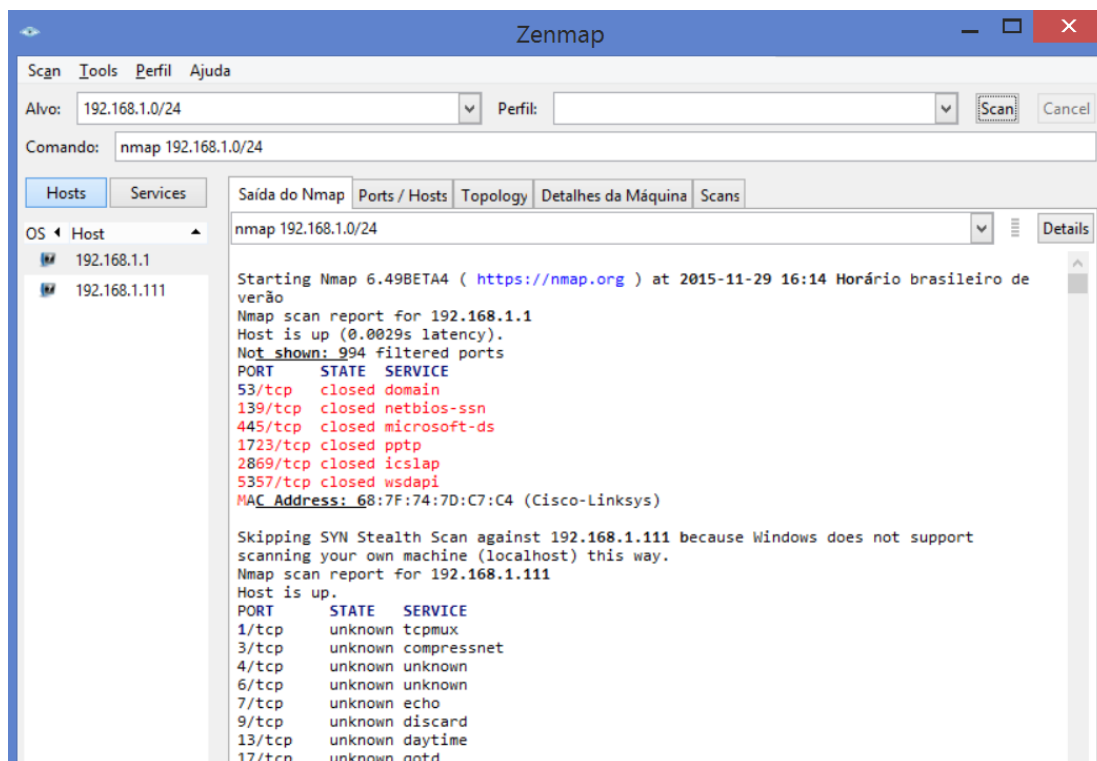 Zenmap
Scan Tools Perfil Ajuda
Alvo: 192.168.1.0/24 Perfil: Scan Cancel
Comando: nmap 192.168.1.0/24
Hosts Services
OS Host
192.168.1.1
192.168.1.111
Saída do Nmap Ports / Hosts Topology Detalhes da Máquina Scans
nmap 192.168.1.0/24 Details
Starting Nmap 6.49BETA4 ( https://nmap.org ) at 2015-11-29 16:14 Horário brasileiro de
verão
Nmap scan report for 192.168.1.1
Host is up (0.0029s latency).
Not shown: 994 filtered ports
PORT STATE SERVICE
53/tcp closed domain
139/tcp closed netbios-ssn
445/tcp closed microsoft-ds
1723/tcp closed pptp
2869/tcp closed icslap
5357/tcp closed wsdapi
MAC Address: 68:7F:74:7D:C7:C4 (Cisco-Linksys)
Skipping SYN Stealth Scan against 192.168.1.111 because Windows does not support
scanning your own machine (localhost) this way.
Nmap scan report for 192.168.1.111
Host is up.
PORT STATE SERVICE
1/tcp unknown tcpmux
3/tcp unknown compressnet
4/tcp unknown unknown
6/tcp unknown unknown
7/tcp unknown echo
9/tcp unknown discard
13/tcp unknown daytime
17/tcp unknown qotd